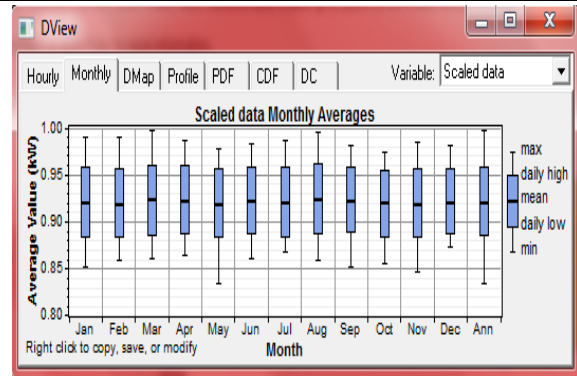 DView
Hourly Monthly DMap Profile PDF CDF DC Variable: Scaled data
Scaled data Monthly Averages
Average Value (kW)
1.00
0.95
0.90
0.85
0.80
Jan Feb Mar Apr May Jun Jul Aug Sep Oct Nov Dec Ann
Month
Right click to copy, save, or modify
max
daily high
mean
daily low
min